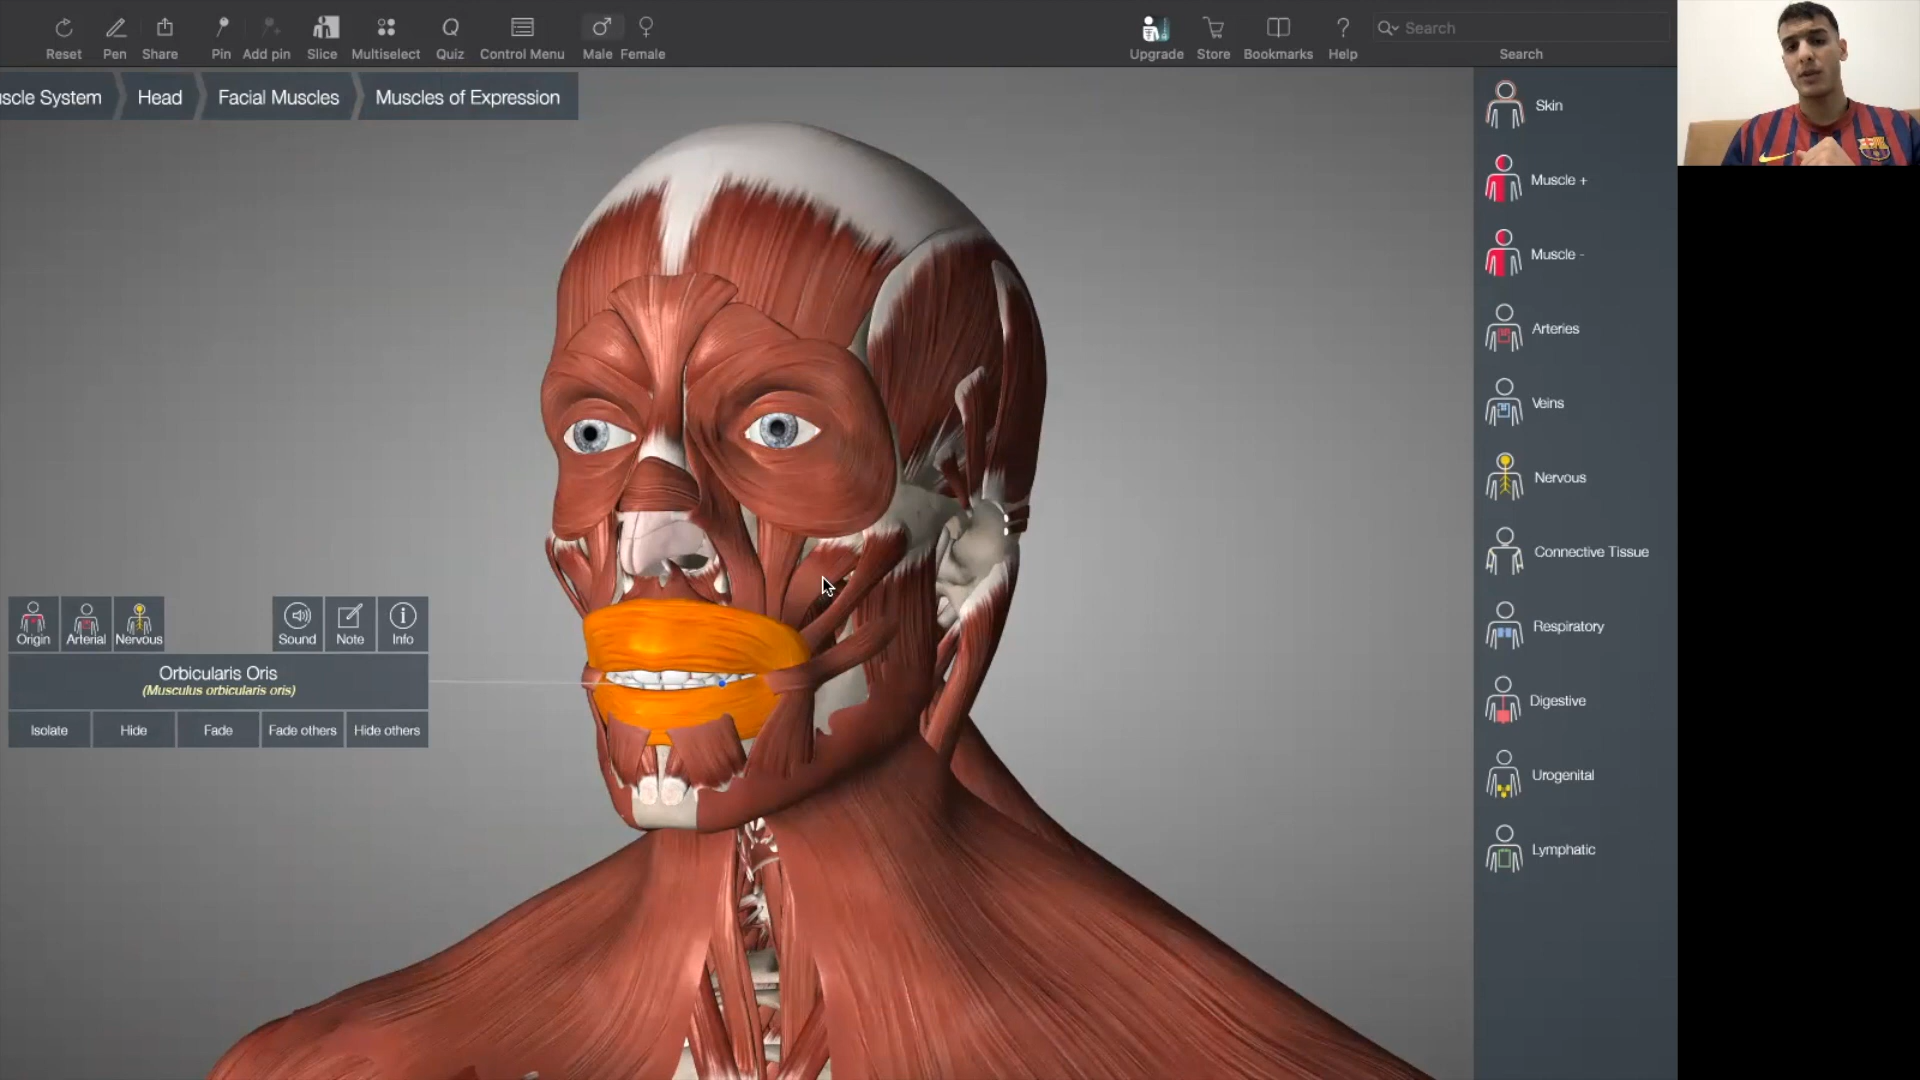 Reset Pen Share Pin Add pin Slice Multiselect Quiz Control Menu Male Female Upgrade Store Bookmarks Help Search
Search
scle System Head Facial Muscles Muscles of Expression
Skin
Muscle +
Muscle -
Arteries
Veins
Nervous
Connective Tissue
Respiratory
Digestive
Urogenital
Lymphatic
Origin Arterial Nervous Sound Note Info
Orbicularis Oris
(Musculus orbicularis oris)
Isolate Hide Fade Fade others Hide others